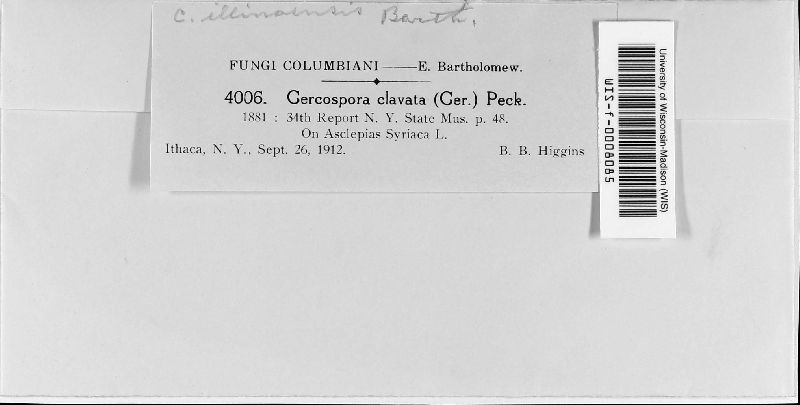 C. illinoensis Barth.
FUNGI COLUMBIANI — E. Bartholomew.
4006. Cercospora clavata (Ger.) Peck.
1881 : 34th Report N. Y. State Mus. p. 48.
On Asclepias Syriaca L.
Ithaca, N. Y., Sept. 26, 1912. B. B. Higgins
University of Wisconsin-Madison (WIS)
WIS-f-0008085